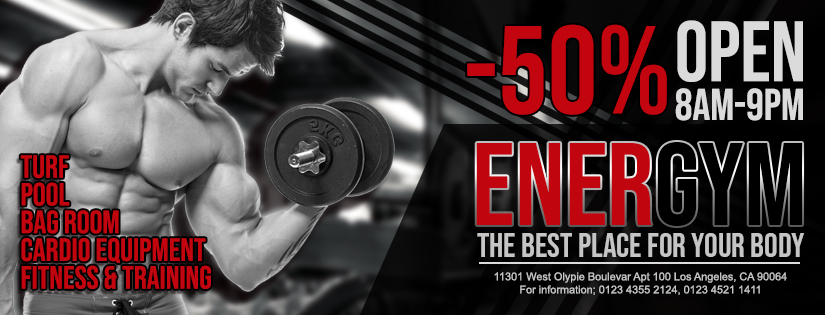 -50%
OPEN
8AM-9PM
2KG
TURF
POOL
BAG ROOM
CARDIO EQUIPMENT
FITNESS & TRAINING
ENERGYM
THE BEST PLACE FOR YOUR BODY
11301 West Olypie Boulevar Apt 100 Los Angeles, CA 90064
For information; 0123 4355 2124, 0123 4521 1411